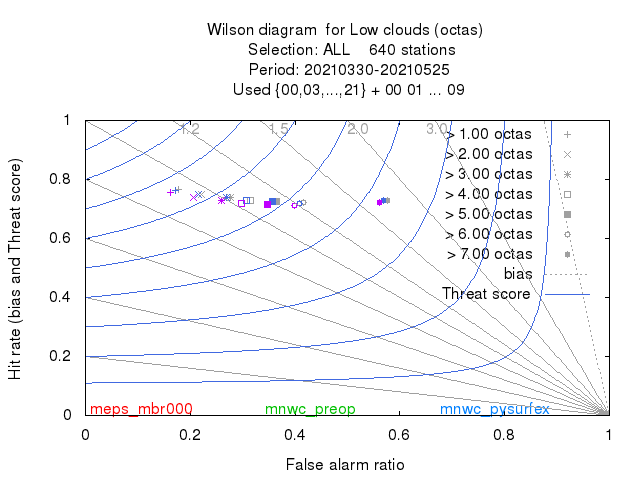 Wilson diagram  for Low clouds (octas)
Selection: ALL    640 stations
Period: 20210330-20210525
Used {00,03,...,21} + 00 01 ... 09
Hit rate (bias and Threat score)
1
0.8
0.6
0.4
0.2
0
1.2 1.5 2.0 3.0
> 1.00 octas
> 2.00 octas
> 3.00 octas
> 4.00 octas
> 5.00 octas
> 6.00 octas
> 7.00 octas
bias
Threat score
meps_mbr000 mnwc_preop mnwc_pysurfex
0 0.2 0.4 0.6 0.8 1
False alarm ratio